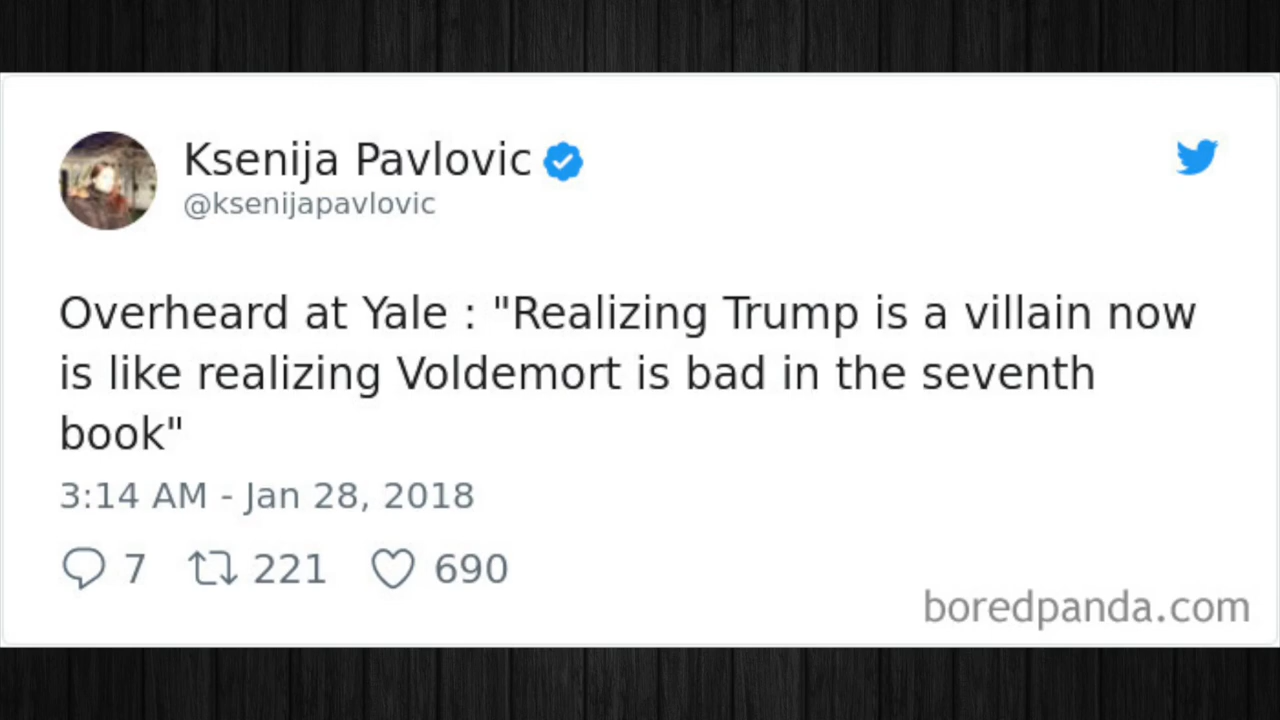 Ksenija Pavlovic
@ksenijapavlovic
Overheard at Yale : "Realizing Trump is a villain now
is like realizing Voldemort is bad in the seventh
book"
3:14 AM - Jan 28, 2018
7 221 690
boredpanda.com